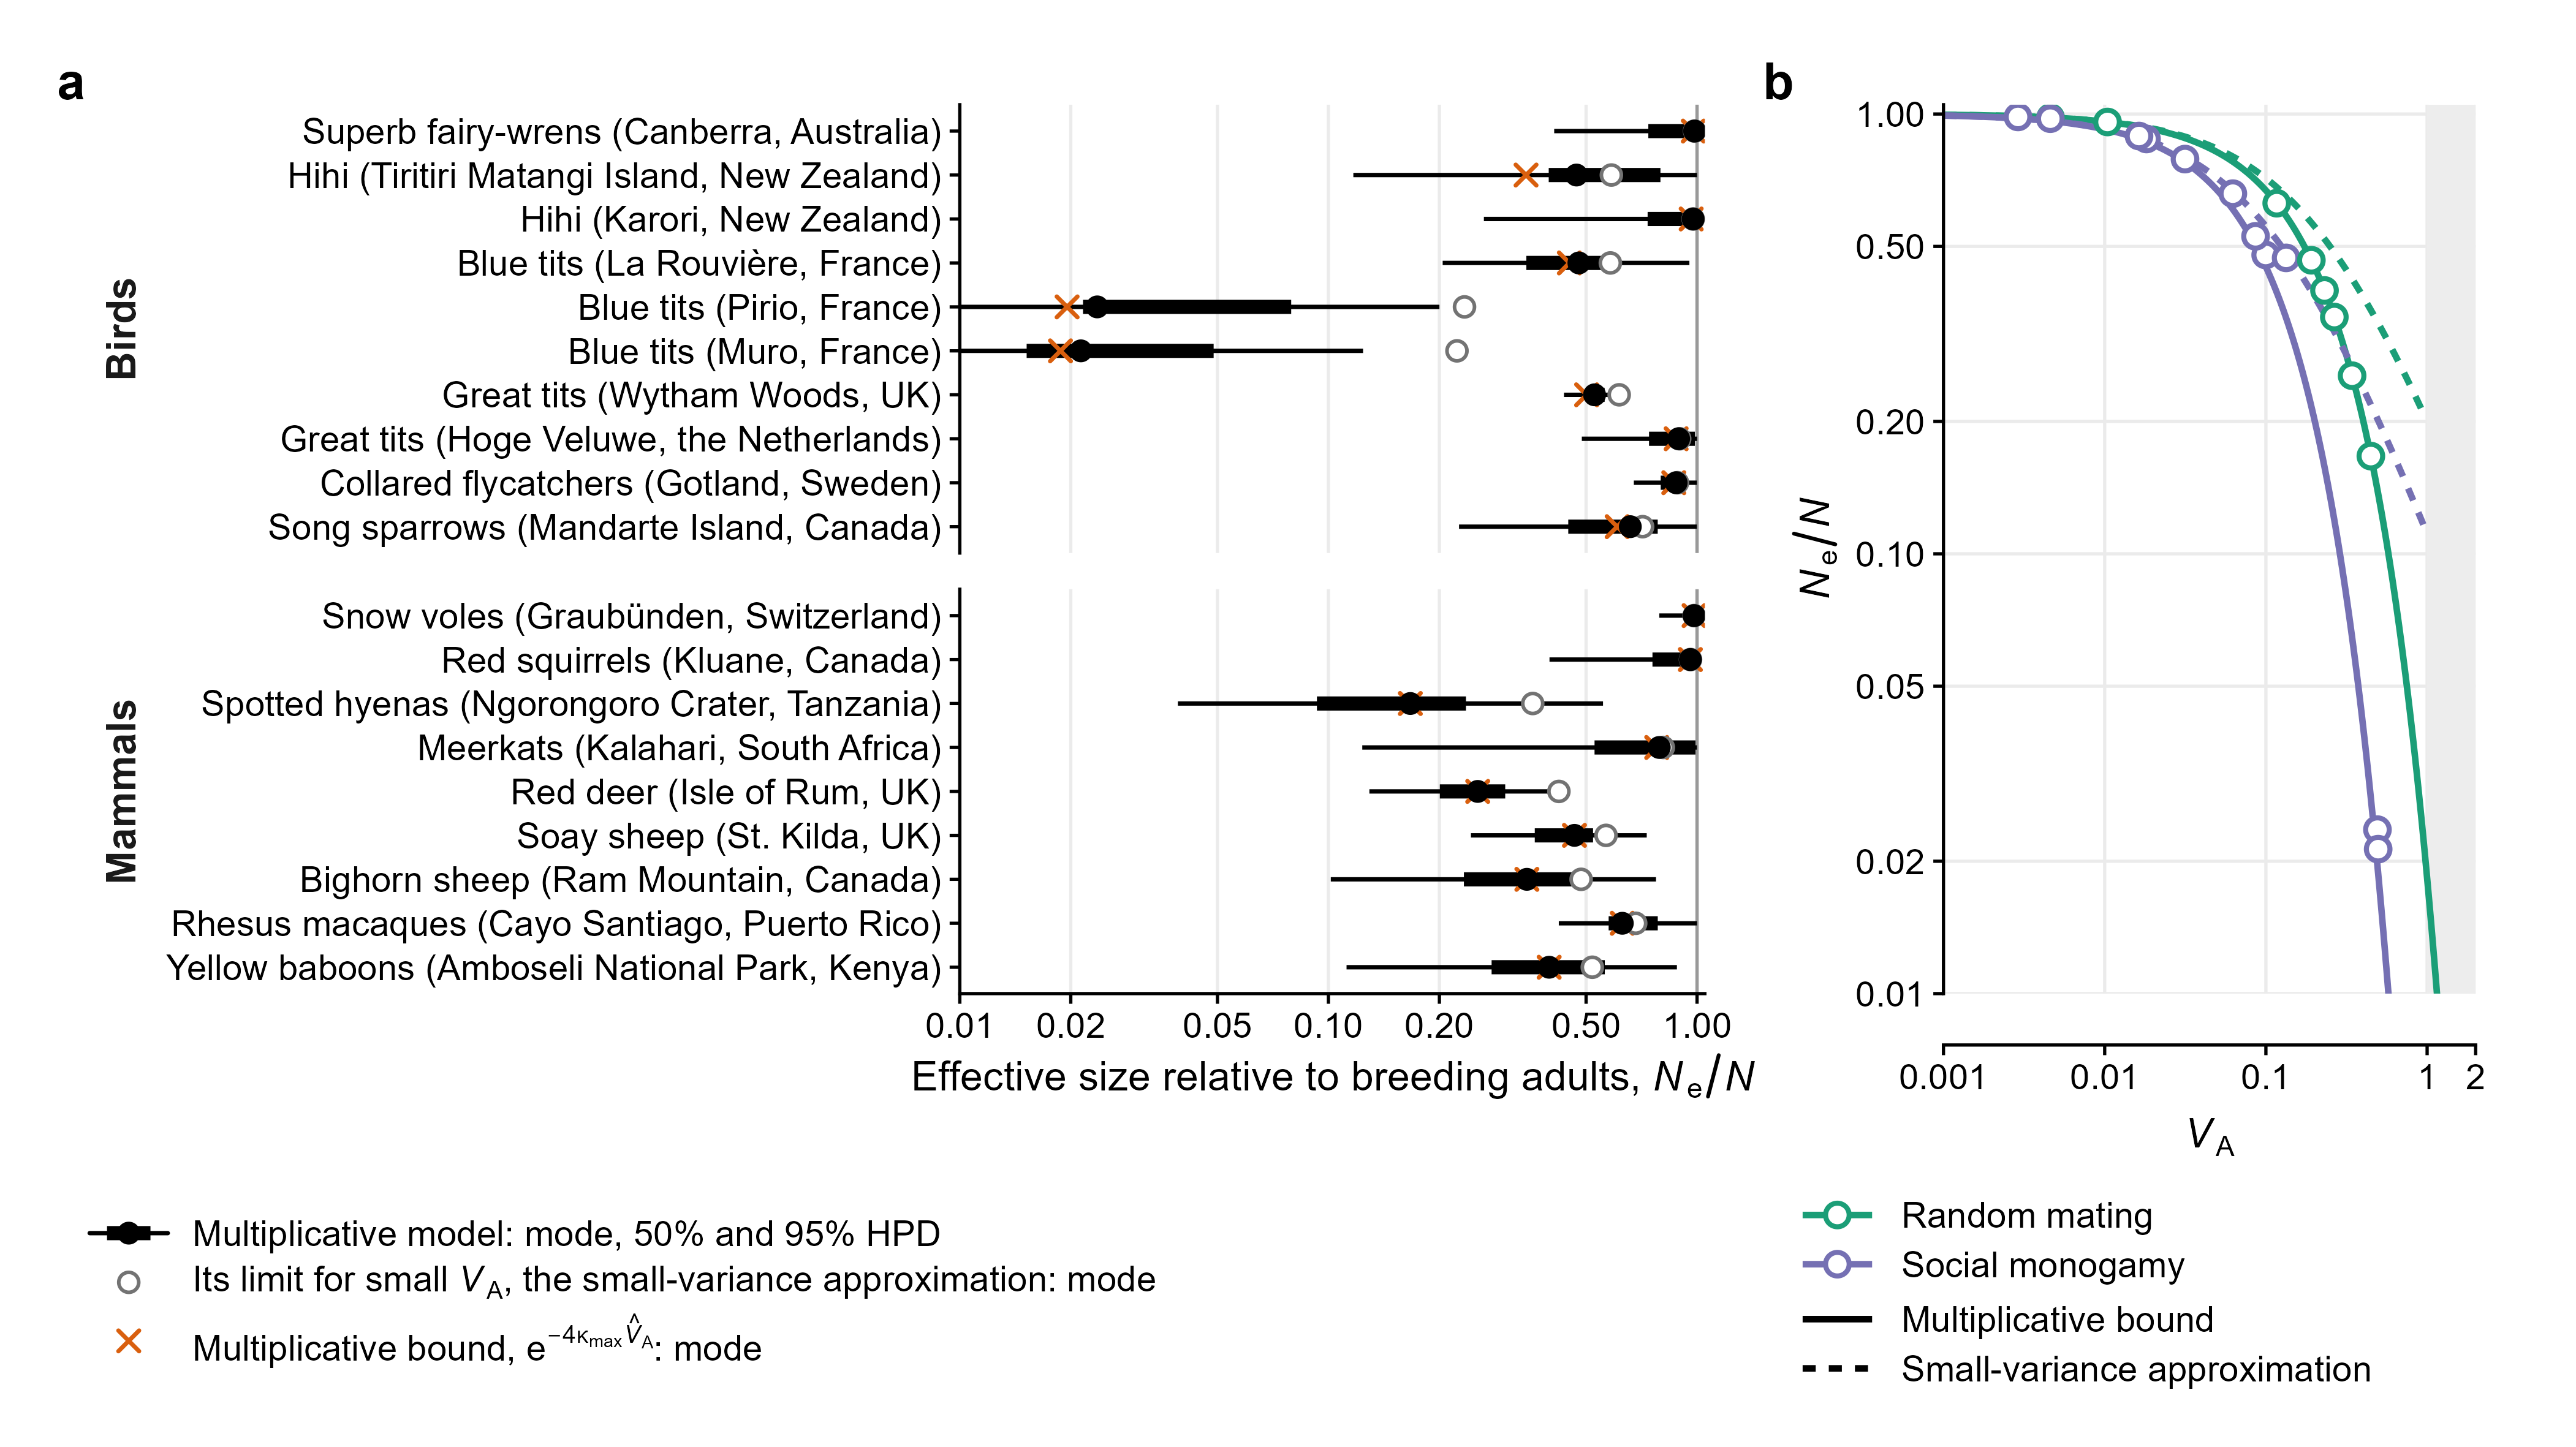 a
Birds
Superb fairy-wrens (Canberra, Australia)
Hihi (Tiritiri Matangi Island, New Zealand)
Hihi (Karori, New Zealand)
Blue tits (La Rouvière, France)
Blue tits (Pirio, France)
Blue tits (Muro, France)
Great tits (Wytham Woods, UK)
Great tits (Hoge Veluwe, the Netherlands)
Collared flycatchers (Gotland, Sweden)
Song sparrows (Mandarte Island, Canada)
Mammals
Snow voles (Graubünden, Switzerland)
Red squirrels (Kluane, Canada)
Spotted hyenas (Ngorongoro Crater, Tanzania)
Meerkats (Kalahari, South Africa)
Red deer (Isle of Rum, UK)
Soay sheep (St. Kilda, UK)
Bighorn sheep (Ram Mountain, Canada)
Rhesus macaques (Cayo Santiago, Puerto Rico)
Yellow baboons (Amboseli National Park, Kenya)
0.01 0.02 0.05 0.10 0.20 0.50 1.00
Effective size relative to breeding adults, Ne/N
Multiplicative model: mode, 50% and 95% HPD
Its limit for small VA, the small-variance approximation: mode
Multiplicative bound, e^−4κmax V̂A: mode
b
Ne/N
1.00
0.50
0.20
0.10
0.05
0.02
0.01
0.001 0.01 0.1 1 2
VA
Random mating
Social monogamy
Multiplicative bound
Small-variance approximation